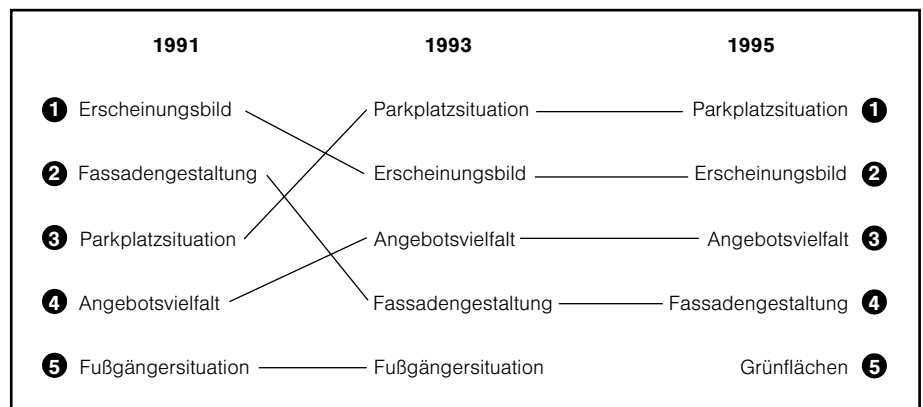 1991 1993 1995
1 Erscheinungsbild Parkplatzsituation Parkplatzsituation 1
2 Fassadengestaltung Erscheinungsbild Erscheinungsbild 2
3 Parkplatzsituation Angebotsvielfalt Angebotsvielfalt 3
4 Angebotsvielfalt Fassadengestaltung Fassadengestaltung 4
5 Fußgängersituation Fußgängersituation Grünflächen 5